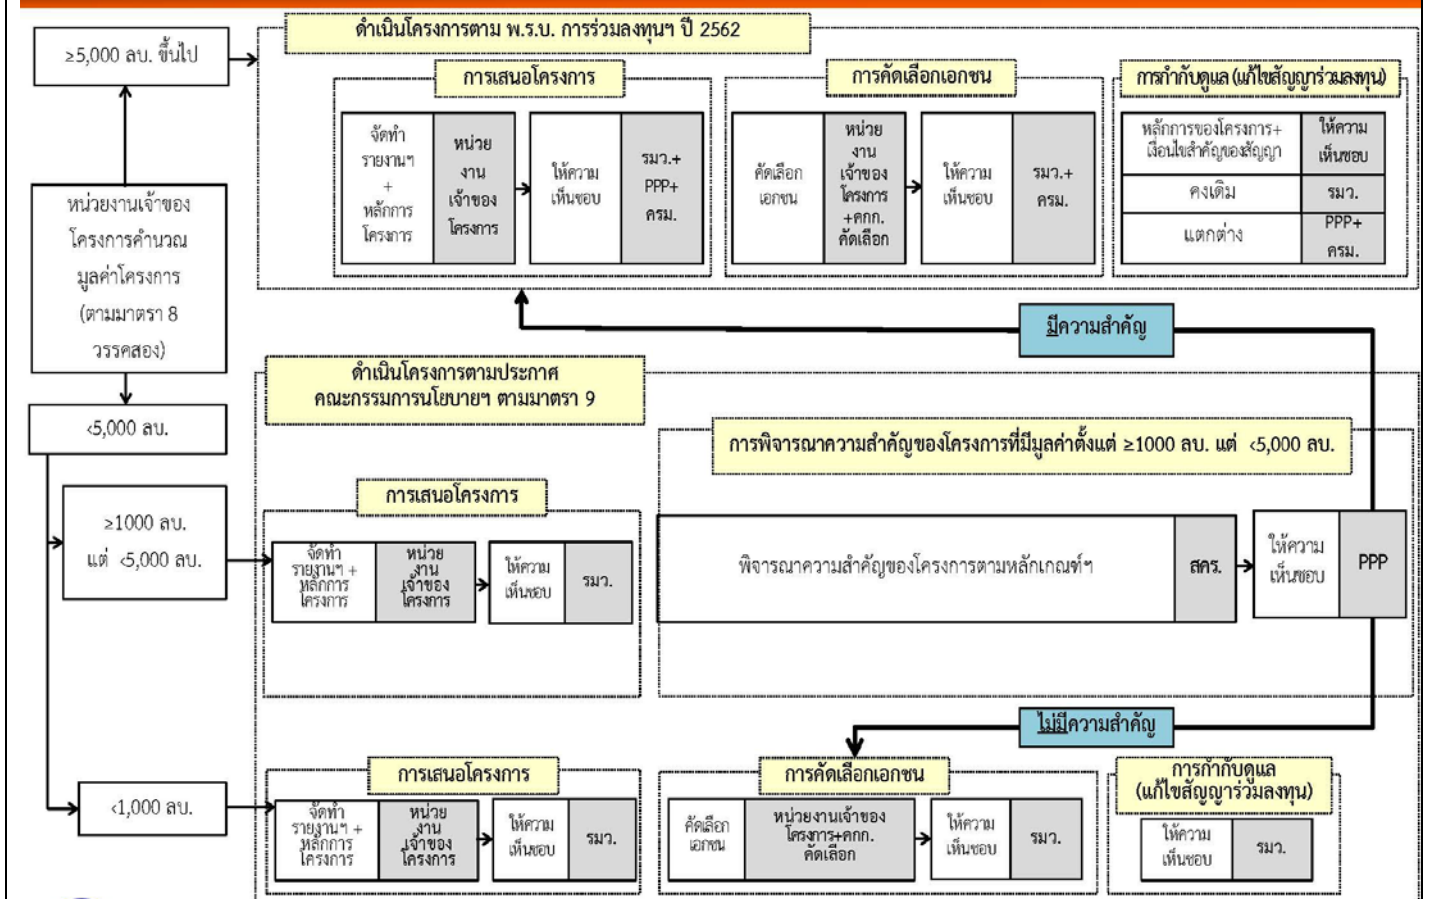 ดำเนินโครงการตาม พ.ร.บ. การร่วมลงทุนฯ ปี 2562
≥5,000 ลบ. ขึ้นไป
การเสนอโครงการ
จัดทำ
รายงานฯ
+
หลักการ
โครงการ
หน่วย
งาน
เจ้าของ
โครงการ
ให้ความ
เห็นชอบ
รมว.+
PPP+
ครม.
การคัดเลือกเอกชน
คัดเลือก
เอกชน
หน่วย
งาน
เจ้าของ
โครงการ
+คกก.
คัดเลือก
ให้ความ
เห็นชอบ
รมว.+
ครม.
การกำกับดูแล (แก้ไขสัญญาร่วมลงทุน)
หลักการของโครงการ+
เงื่อนไขสำคัญของสัญญา
ให้ความ
เห็นชอบ
คงเดิม
รมว.
แตกต่าง
PPP+
ครม.
หน่วยงานเจ้าของ
โครงการคำนวณ
มูลค่าโครงการ
(ตามมาตรา 8
วรรคสอง)
มีความสำคัญ
ดำเนินโครงการตามประกาศ
คณะกรรมการนโยบายฯ ตามมาตรา 9
<5,000 ลบ.
การพิจารณาความสำคัญของโครงการที่มีมูลค่าตั้งแต่ ≥1000 ลบ. แต่ <5,000 ลบ.
≥1000 ลบ.
แต่ <5,000 ลบ.
การเสนอโครงการ
จัดทำ
รายงานฯ +
หลักการ
โครงการ
หน่วย
งาน
เจ้าของ
โครงการ
ให้ความ
เห็นชอบ
รมว.
พิจารณาความสำคัญของโครงการตามหลักเกณฑ์ฯ
สคร.
ให้ความ
เห็นชอบ
PPP
ไม่มีความสำคัญ
<1,000 ลบ.
การเสนอโครงการ
จัดทำ
รายงานฯ +
หลักการ
โครงการ
หน่วย
งาน
เจ้าของ
โครงการ
ให้ความ
เห็นชอบ
รมว.
การคัดเลือกเอกชน
คัดเลือก
เอกชน
หน่วยงานเจ้าของ
โครงการ+คกก.
คัดเลือก
ให้ความ
เห็นชอบ
รมว.
การกำกับดูแล
(แก้ไขสัญญาร่วมลงทุน)
ให้ความ
เห็นชอบ
รมว.